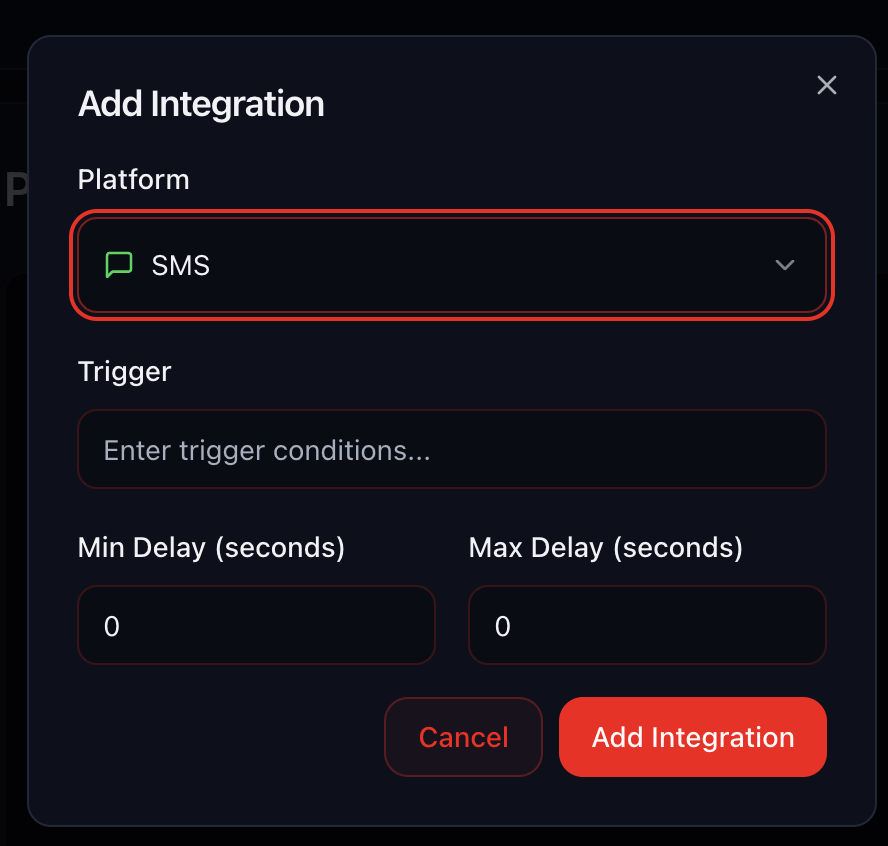 Add Integration
Platform
SMS
Trigger
Enter trigger conditions...
Min Delay (seconds) Max Delay (seconds)
0 0
Cancel Add Integration